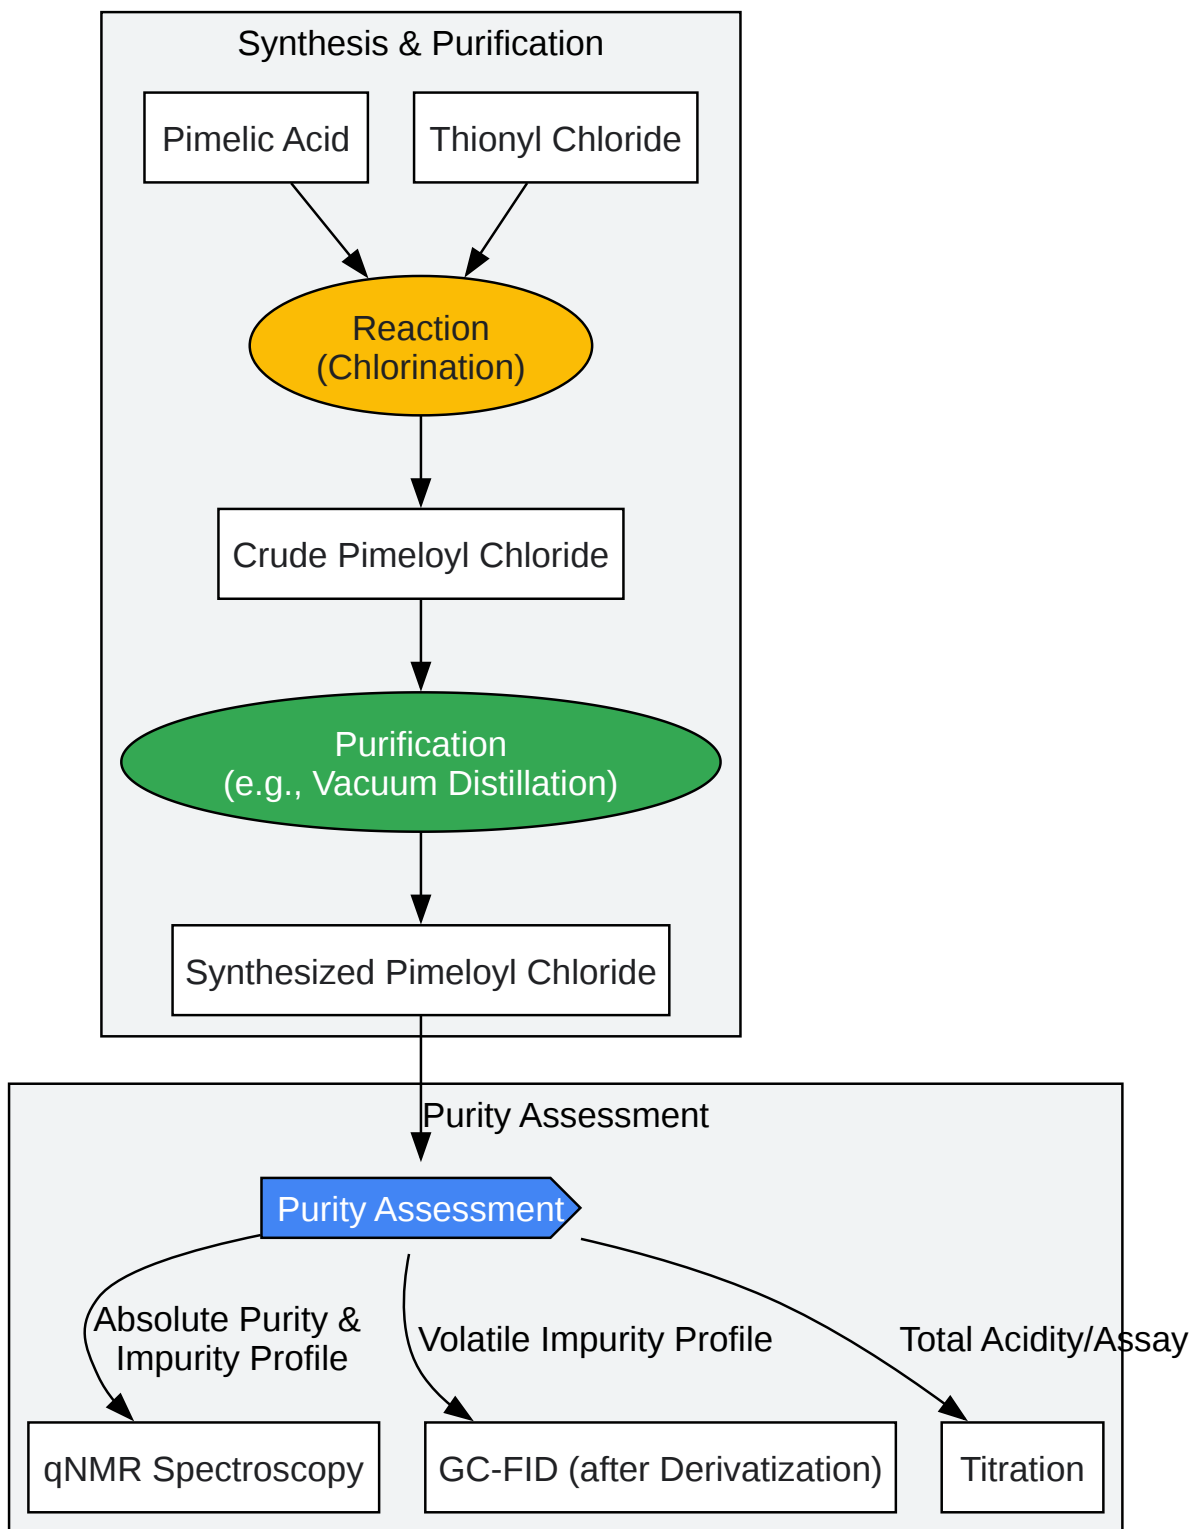 Synthesis & Purification
Pimelic Acid
Thionyl Chloride
Reaction
(Chlorination)
Crude Pimeloyl Chloride
Purification
(e.g., Vacuum Distillation)
Synthesized Pimeloyl Chloride
Purity Assessment
Purity Assessment
Absolute Purity &
Impurity Profile
Volatile Impurity Profile
Total Acidity/Assay
qNMR Spectroscopy
GC-FID (after Derivatization)
Titration